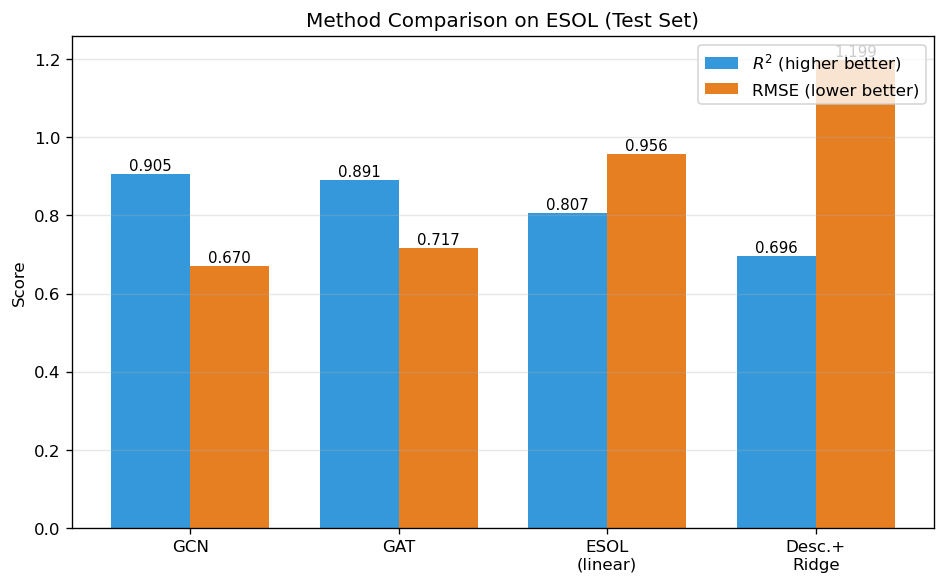 Method Comparison on ESOL (Test Set)
R² (higher better)
RMSE (lower better)
Score
1.2
1.0
0.8
0.6
0.4
0.2
0.0
0.905
0.670
0.891
0.717
0.807
0.956
0.696
1.199
GCN
GAT
ESOL
(linear)
Desc.+
Ridge